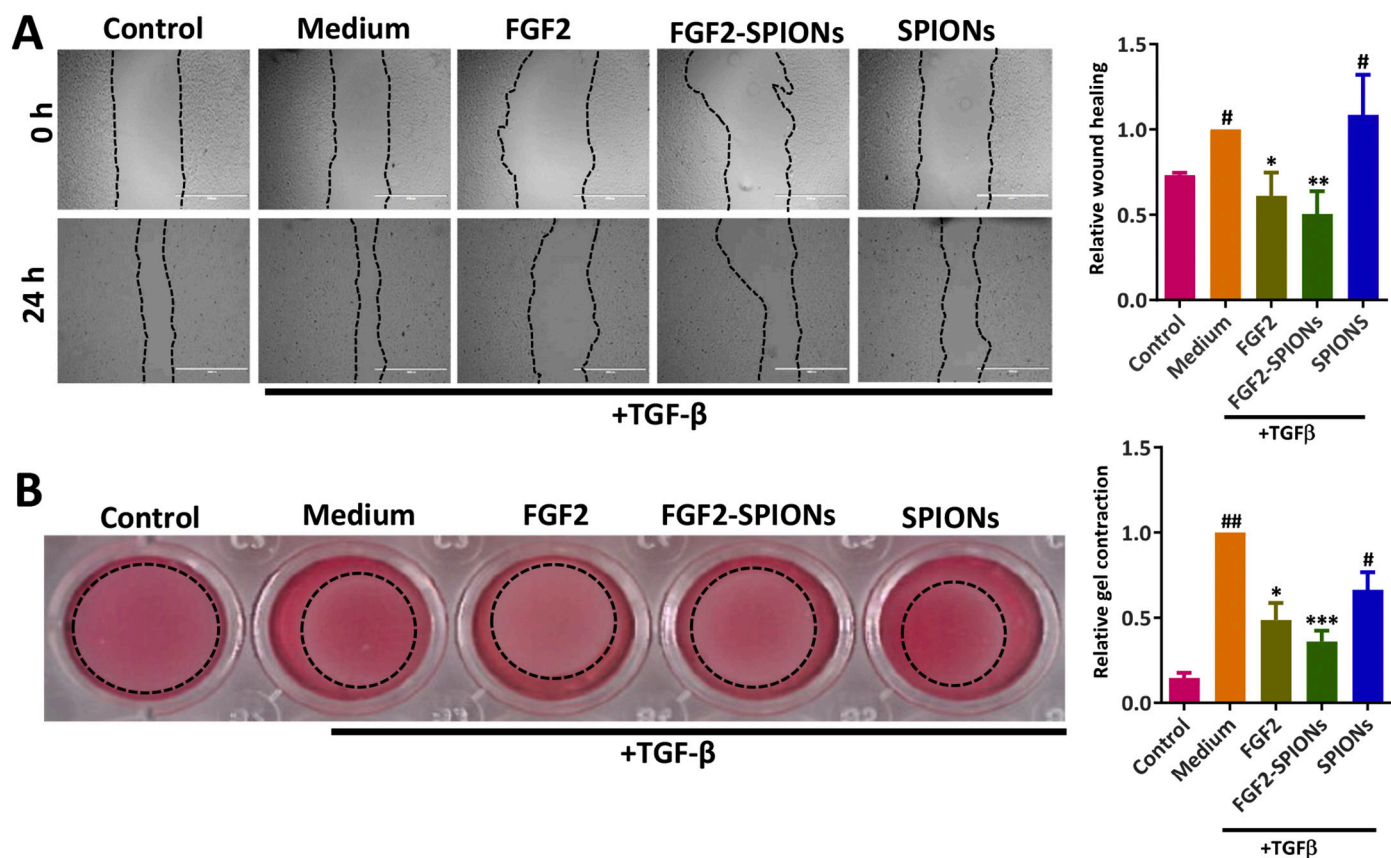 A
Control
Medium
FGF2
FGF2-SPIONs
SPIONs
0 h
24 h
+TGF-β
1.5
1.0
0.5
0.0
Relative wound healing
#
*
**
#
Control
Medium
FGF2
FGF2-SPIONs
SPIONS
+TGFβ
B
Control
Medium
FGF2
FGF2-SPIONs
SPIONs
+TGF-β
1.5
1.0
0.5
0.0
Relative gel contraction
##
*
***
#
Control
Medium
FGF2
FGF2-SPIONs
SPIONs
+TGFβ